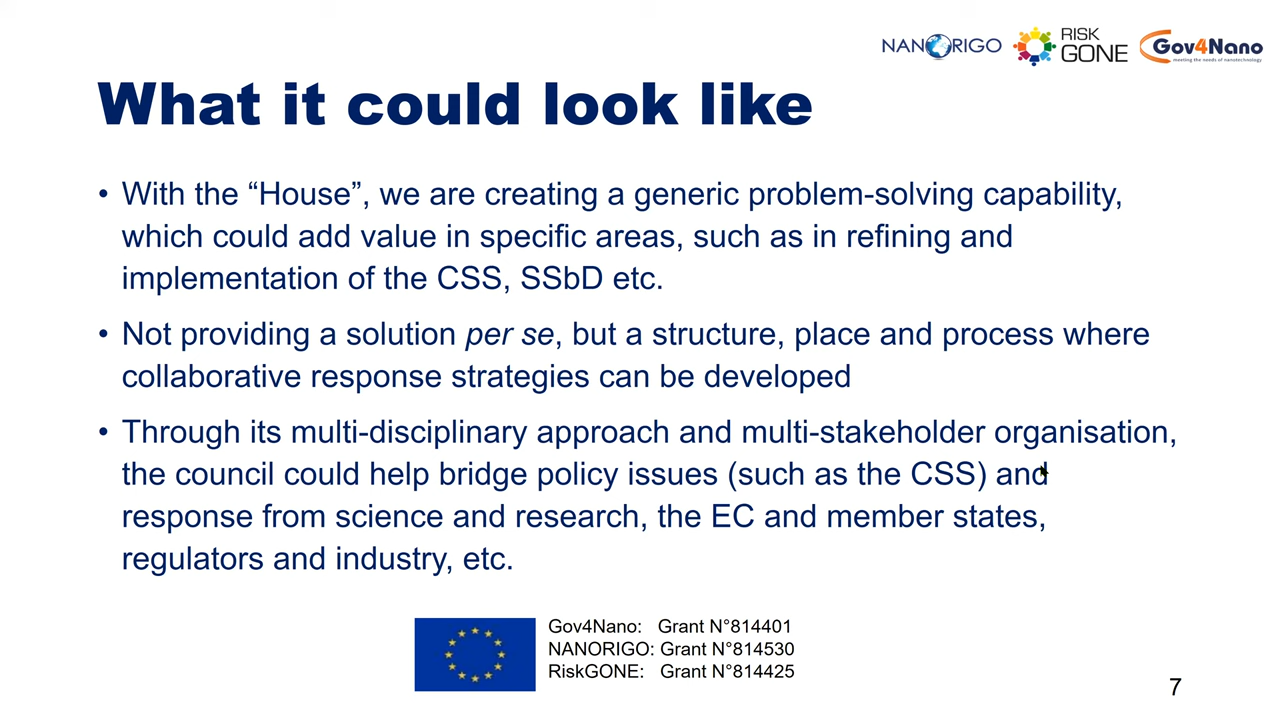 NANORIGO
RISK
GONE
Gov4Nano
meeting the needs of nanotechnology
What it could look like
• With the “House”, we are creating a generic problem-solving capability,
which could add value in specific areas, such as in refining and
implementation of the CSS, SSbD etc.
• Not providing a solution per se, but a structure, place and process where
collaborative response strategies can be developed
• Through its multi-disciplinary approach and multi-stakeholder organisation,
the council could help bridge policy issues (such as the CSS) and
response from science and research, the EC and member states,
regulators and industry, etc.
Gov4Nano: Grant N°814401
NANORIGO: Grant N°814530
RiskGONE: Grant N°814425
7